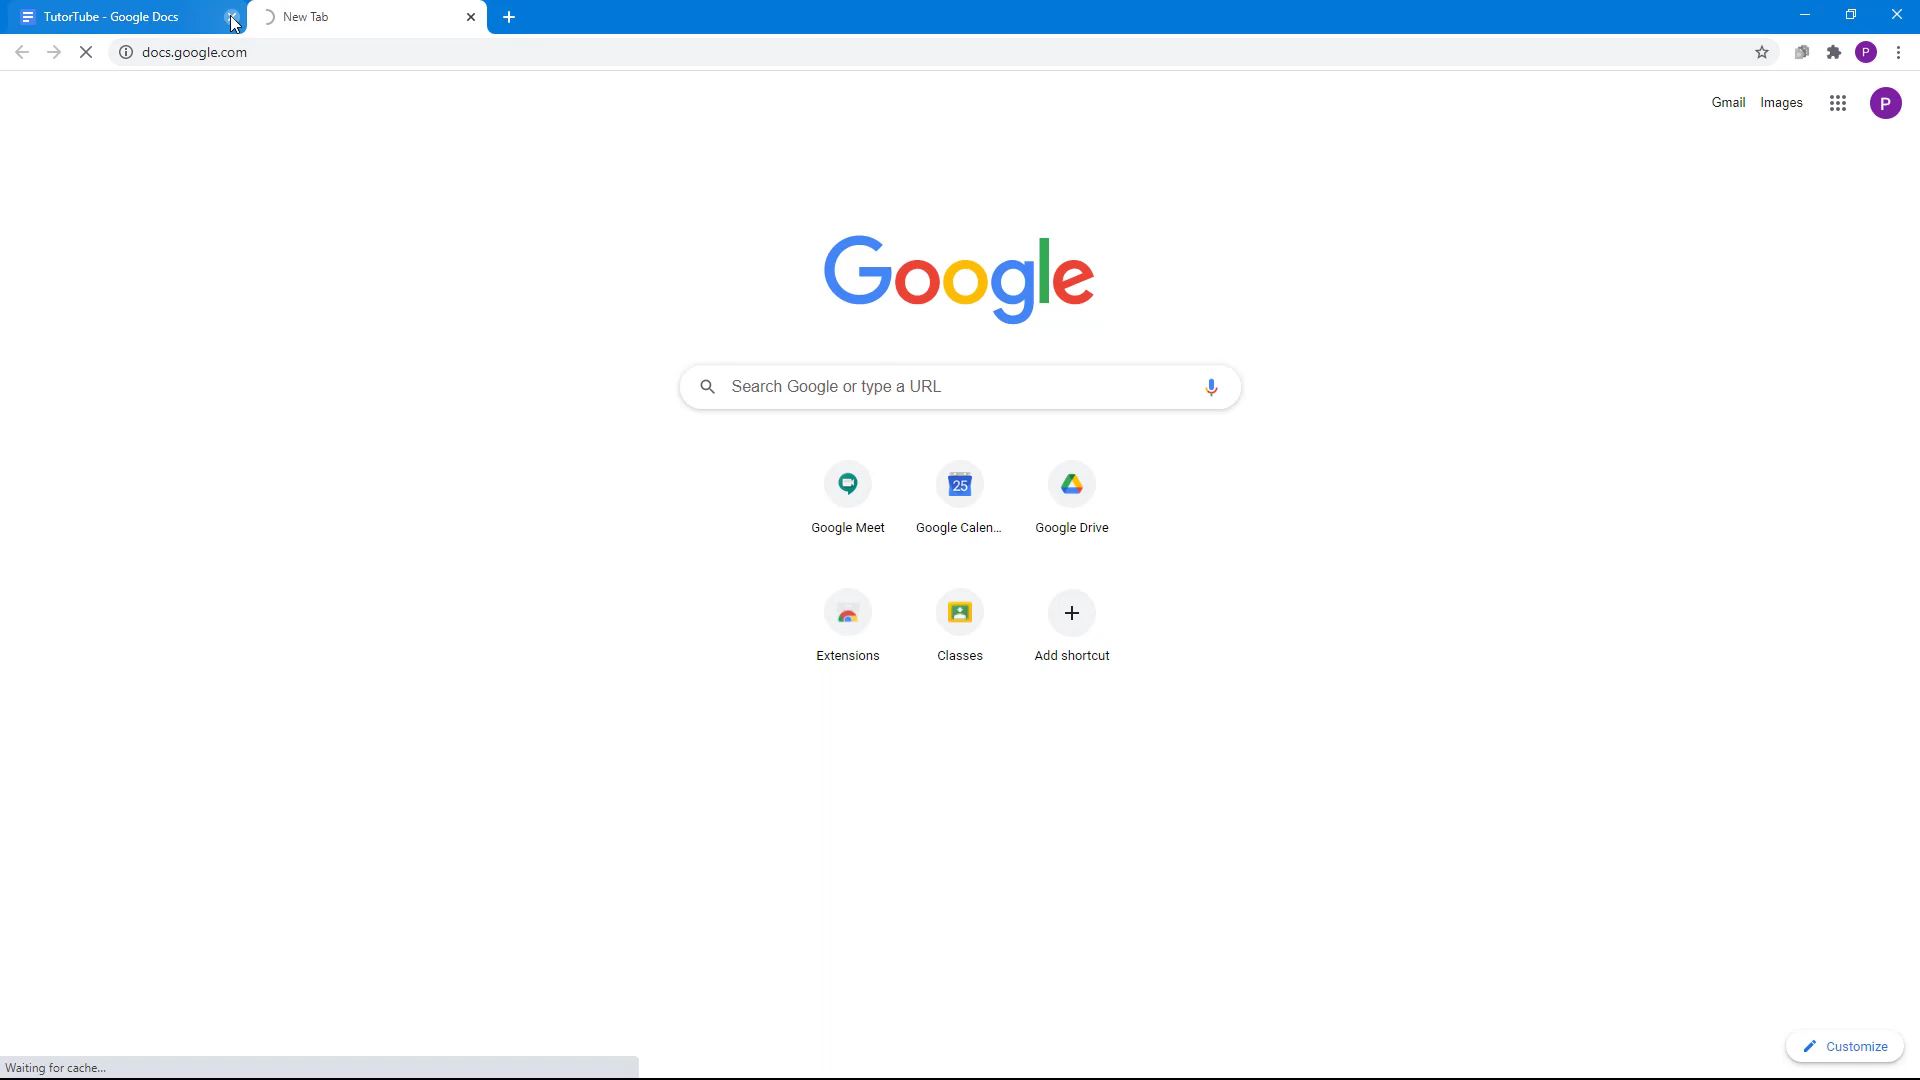 TutorTube - Google Docs
New Tab
docs.google.com
P
Gmail
Images
P
Google
Search Google or type a URL
25
Google Meet
Google Calen...
Google Drive
Extensions
Classes
Add shortcut
Customize
Waiting for cache...